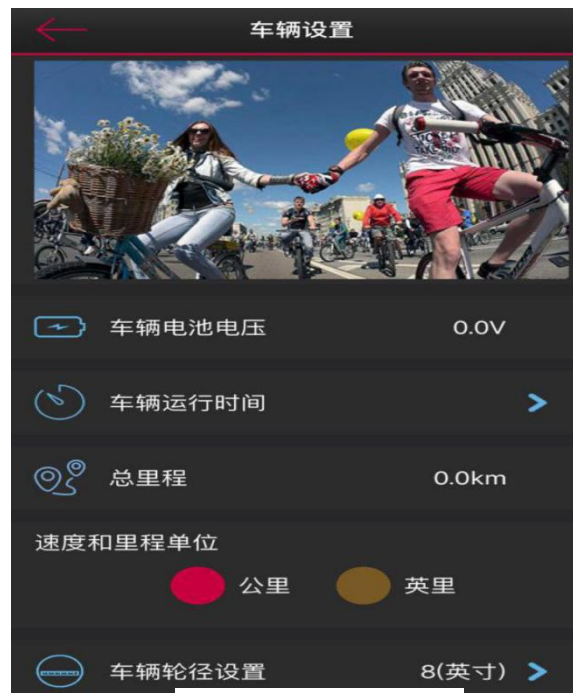 车辆设置
车辆电池电压 0.0V
车辆运行时间
总里程 0.0km
速度和里程单位
公里 英里
车辆轮径设置 8(英寸)